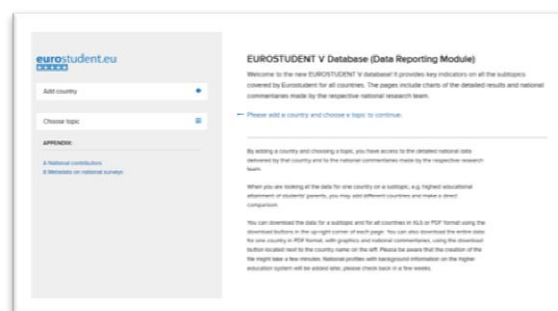 eurostudent.eu
Add country
Choose topic
APPENDIX:
A National contributors
B Metadata on national surveys
EUROSTUDENT V Database (Data Reporting Module)
Welcome to the new EUROSTUDENT V database! It provides key indicators on all the subtopics
covered by Eurostudent for all countries. The pages include charts of the detailed results and national
commentaries made by the respective national research team.
← Please add a country and choose a topic to continue.
By adding a country and choosing a topic, you have access to the detailed national data
delivered by that country and to the national commentaries made by the respective research
team.
When you are looking at the data for one country on a subtopic, e.g. highest educational
attainment of students' parents, you may add different countries and make a direct
comparison.
You can download the data for a subtopic and for all countries in XLS or PDF format using the
download buttons in the up-right corner of each page. You can also download the entire data
for one country in PDF format, with graphics and national commentaries, using the download
button located next to the country name on the left. Please be aware that the creation of the
file might take a few minutes. National profiles with background information on the higher
education system will be added later, please check back in a few weeks.